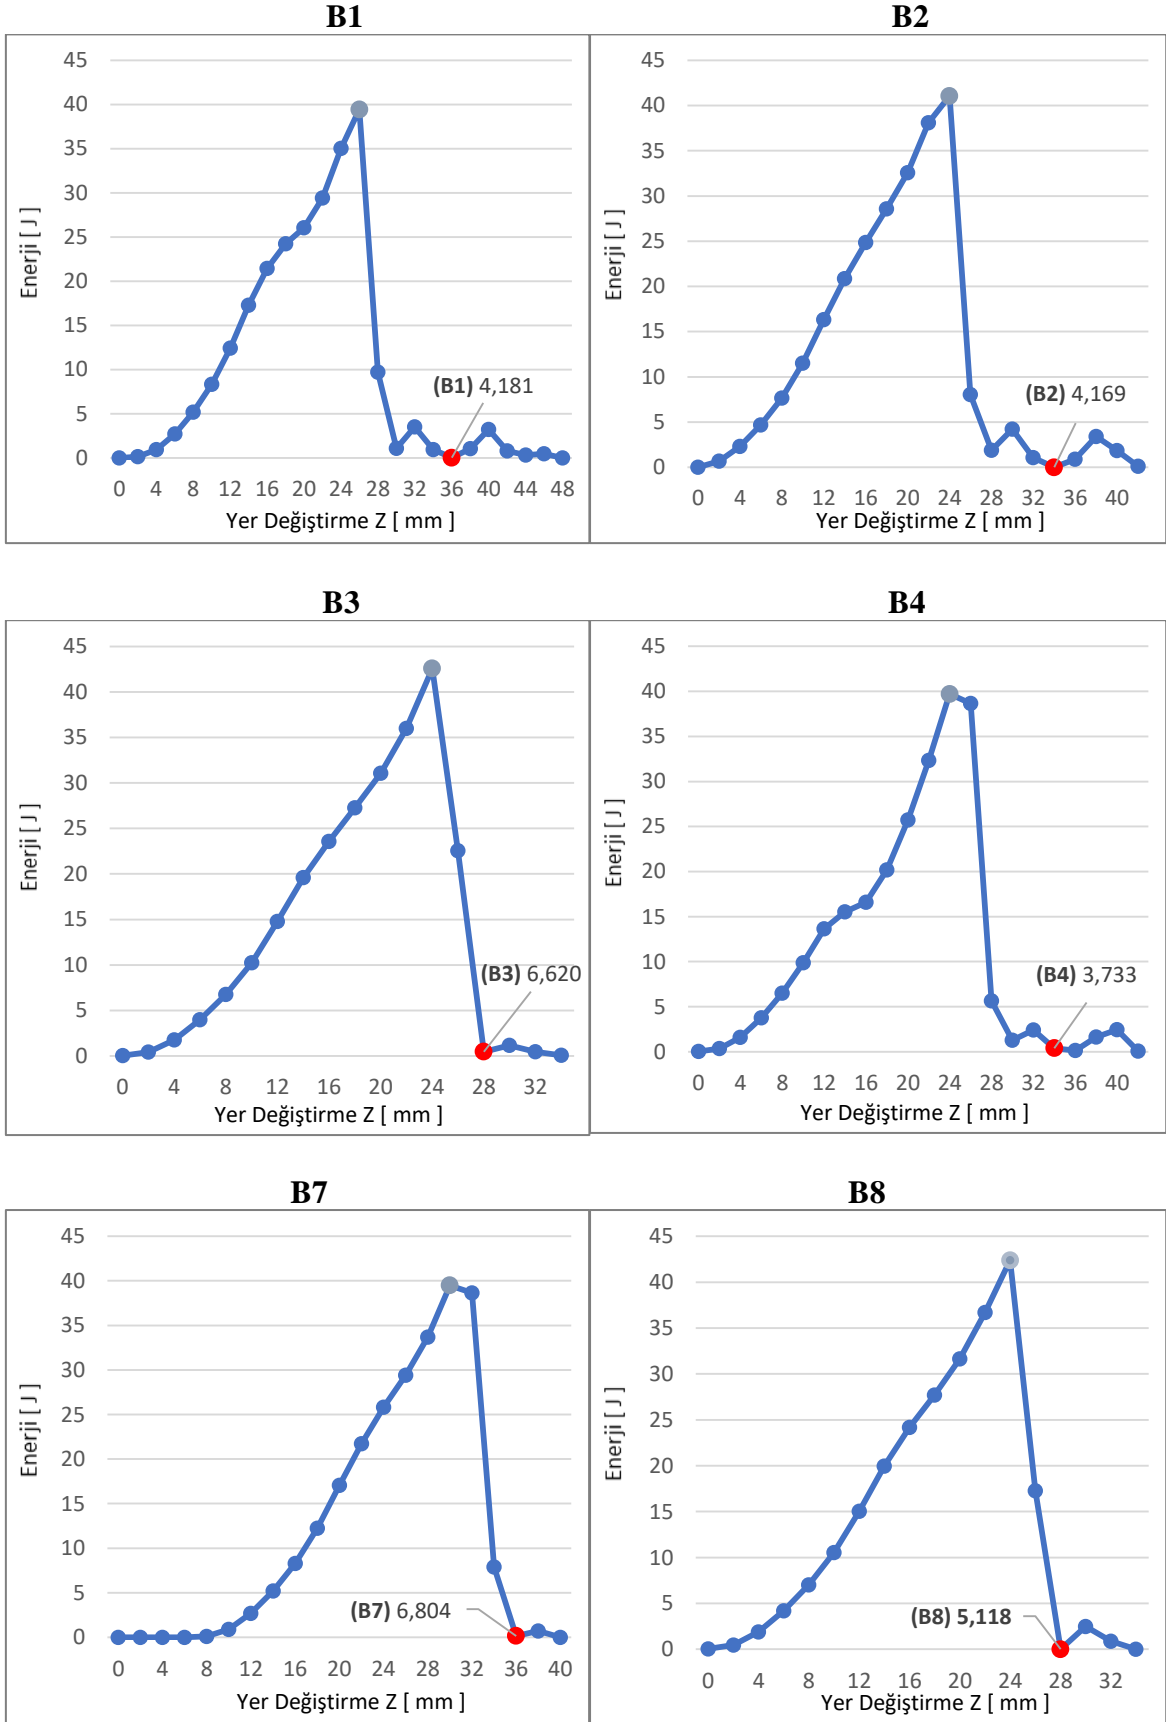 B1
45
40
35
30
25
20
15
10
5
0
Enerji [ J ]
(B1) 4,181
0 4 8 12 16 20 24 28 32 36 40 44 48
Yer Değiştirme Z [ mm ]
B2
45
40
35
30
25
20
15
10
5
0
Enerji [ J ]
(B2) 4,169
0 4 8 12 16 20 24 28 32 36 40
Yer Değiştirme Z [ mm ]
B3
45
40
35
30
25
20
15
10
5
0
Enerji [ J ]
(B3) 6,620
0 4 8 12 16 20 24 28 32
Yer Değiştirme Z [ mm ]
B4
45
40
35
30
25
20
15
10
5
0
Enerji [ J ]
(B4) 3,733
0 4 8 12 16 20 24 28 32 36 40
Yer Değiştirme Z [ mm ]
B7
45
40
35
30
25
20
15
10
5
0
Enerji [ J ]
(B7) 6,804
0 4 8 12 16 20 24 28 32 36 40
Yer Değiştirme Z [ mm ]
B8
45
40
35
30
25
20
15
10
5
0
Enerji [ J ]
(B8) 5,118
0 4 8 12 16 20 24 28 32
Yer Değiştirme Z [ mm ]